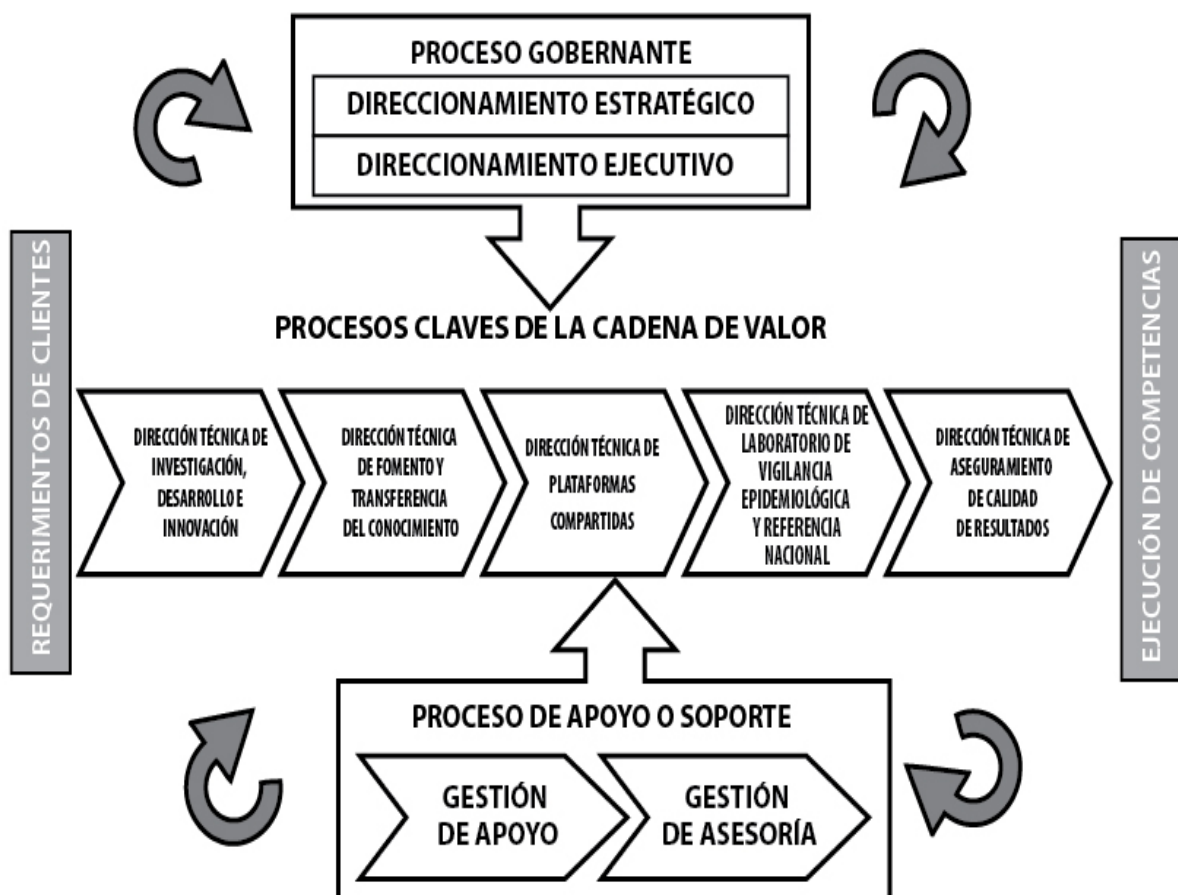 PROCESO GOBERNANTE
DIRECCIONAMIENTO ESTRATÉGICO
DIRECCIONAMIENTO EJECUTIVO
REQUERIMIENTOS DE CLIENTES
PROCESOS CLAVES DE LA CADENA DE VALOR
DIRECCIÓN TÉCNICA DE
INVESTIGACIÓN,
DESARROLLO E
INNOVACIÓN
DIRECCIÓN TÉCNICA
DE FOMENTO Y
TRANSFERENCIA
DEL CONOCIMIENTO
DIRECCIÓN TÉCNICA DE
PLATAFORMAS
COMPARTIDAS
DIRECCIÓN TÉCNICA DE
LABORATORIO DE
VIGILANCIA
EPIDEMIOLÓGICA
Y REFERENCIA
NACIONAL
DIRECCIÓN TÉCNICA DE
ASEGURAMIENTO
DE CALIDAD
DE RESULTADOS
EJECUCIÓN DE COMPETENCIAS
PROCESO DE APOYO O SOPORTE
GESTIÓN
DE APOYO
GESTIÓN
DE ASESORÍA